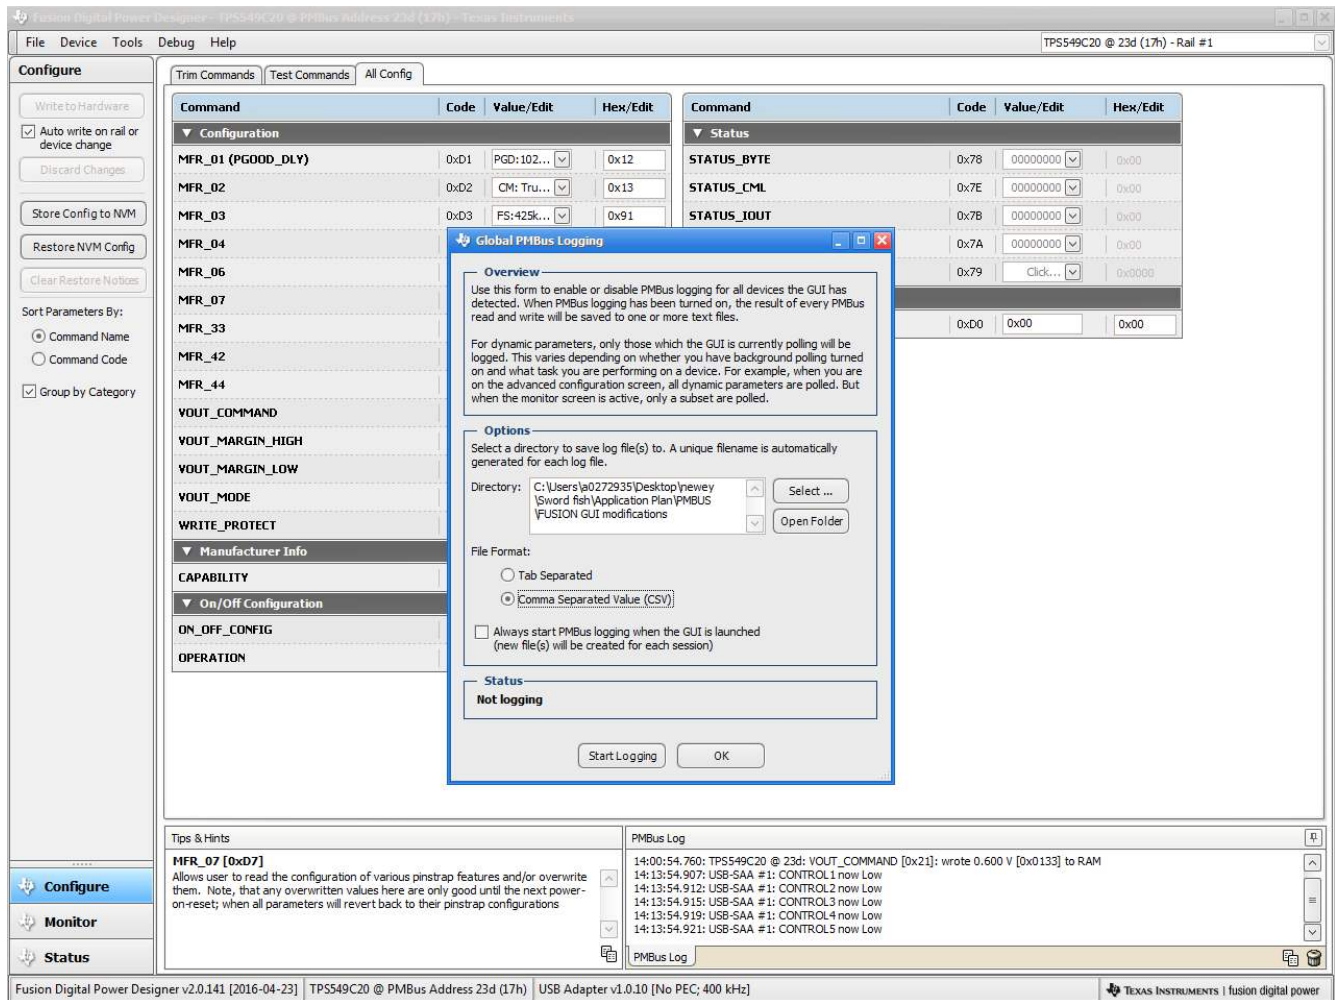 Fusion Digital Power Designer - TPS549C20 @ PMBus Address 23d (17h) - Texas Instruments
File Device Tools Debug Help
TPS549C20 @ 23d (17h) - Rail #1
Configure
Write to Hardware
Auto write on rail or
device change
Discard Changes
Store Config to NVM
Restore NVM Config
Clear Restore Notices
Sort Parameters By:
Command Name
Command Code
Group by Category
Trim Commands Test Commands All Config
Command Code Value/Edit Hex/Edit
Configuration
MFR_01 (PGOOD_DLY) 0xD1 PGD:102... 0x12
MFR_02 0xD2 CM: Tru... 0x13
MFR_03 0xD3 FS:425k... 0x91
MFR_04
MFR_06
MFR_07
MFR_33
MFR_42
MFR_44
VOUT_COMMAND
VOUT_MARGIN_HIGH
VOUT_MARGIN_LOW
VOUT_MODE
WRITE_PROTECT
Manufacturer Info
CAPABILITY
On/Off Configuration
ON_OFF_CONFIG
OPERATION
Command Code Value/Edit Hex/Edit
Status
STATUS_BYTE 0x78 00000000 0x00
STATUS_CML 0x7E 00000000 0x00
STATUS_IOUT 0x7B 00000000 0x00
0x7A 00000000 0x00
0x79 Click... 0x0000
0xD0 0x00 0x00
Global PMBus Logging
Overview
Use this form to enable or disable PMBus logging for all devices the GUI has
detected. When PMBus logging has been turned on, the result of every PMBus
read and write will be saved to one or more text files.
For dynamic parameters, only those which the GUI is currently polling will be
logged. This varies depending on whether you have background polling turned
on and what task you are performing on a device. For example, when you are
on the advanced configuration screen, all dynamic parameters are polled. But
when the monitor screen is active, only a subset are polled.
Options
Select a directory to save log file(s) to. A unique filename is automatically
generated for each log file.
Directory:
C:\Users\a0272935\Desktop\newey
\Sword fish\Application Plan\PMBUS
\FUSION GUI modifications
Select ...
Open Folder
File Format:
Tab Separated
Comma Separated Value (CSV)
Always start PMBus logging when the GUI is launched
(new file(s) will be created for each session)
Status
Not logging
Start Logging OK
Tips & Hints
MFR_07 [0xD7]
Allows user to read the configuration of various pinstrap features and/or overwrite
them. Note, that any overwritten values here are only good until the next power-
on-reset; when all parameters will revert back to their pinstrap configurations
PMBus Log
14:00:54.760: TPS549C20 @ 23d: VOUT_COMMAND [0x21]: wrote 0.600 V [0x0133] to RAM
14:13:54.907: USB-SAA #1: CONTROL1 now Low
14:13:54.912: USB-SAA #1: CONTROL2 now Low
14:13:54.915: USB-SAA #1: CONTROL3 now Low
14:13:54.919: USB-SAA #1: CONTROL4 now Low
14:13:54.921: USB-SAA #1: CONTROL5 now Low
PMBus Log
Configure
Monitor
Status
Fusion Digital Power Designer v2.0.141 [2016-04-23] TPS549C20 @ PMBus Address 23d (17h) USB Adapter v1.0.10 [No PEC; 400 kHz] TEXAS INSTRUMENTS | fusion digital power